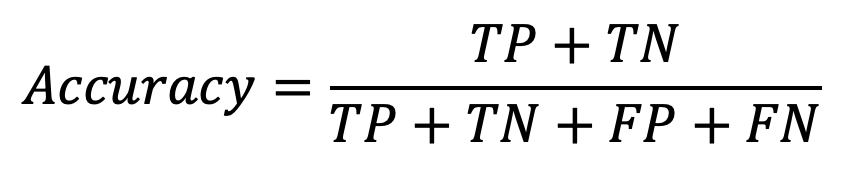 TP + TN
Accuracy =
TP + TN + FP + FN